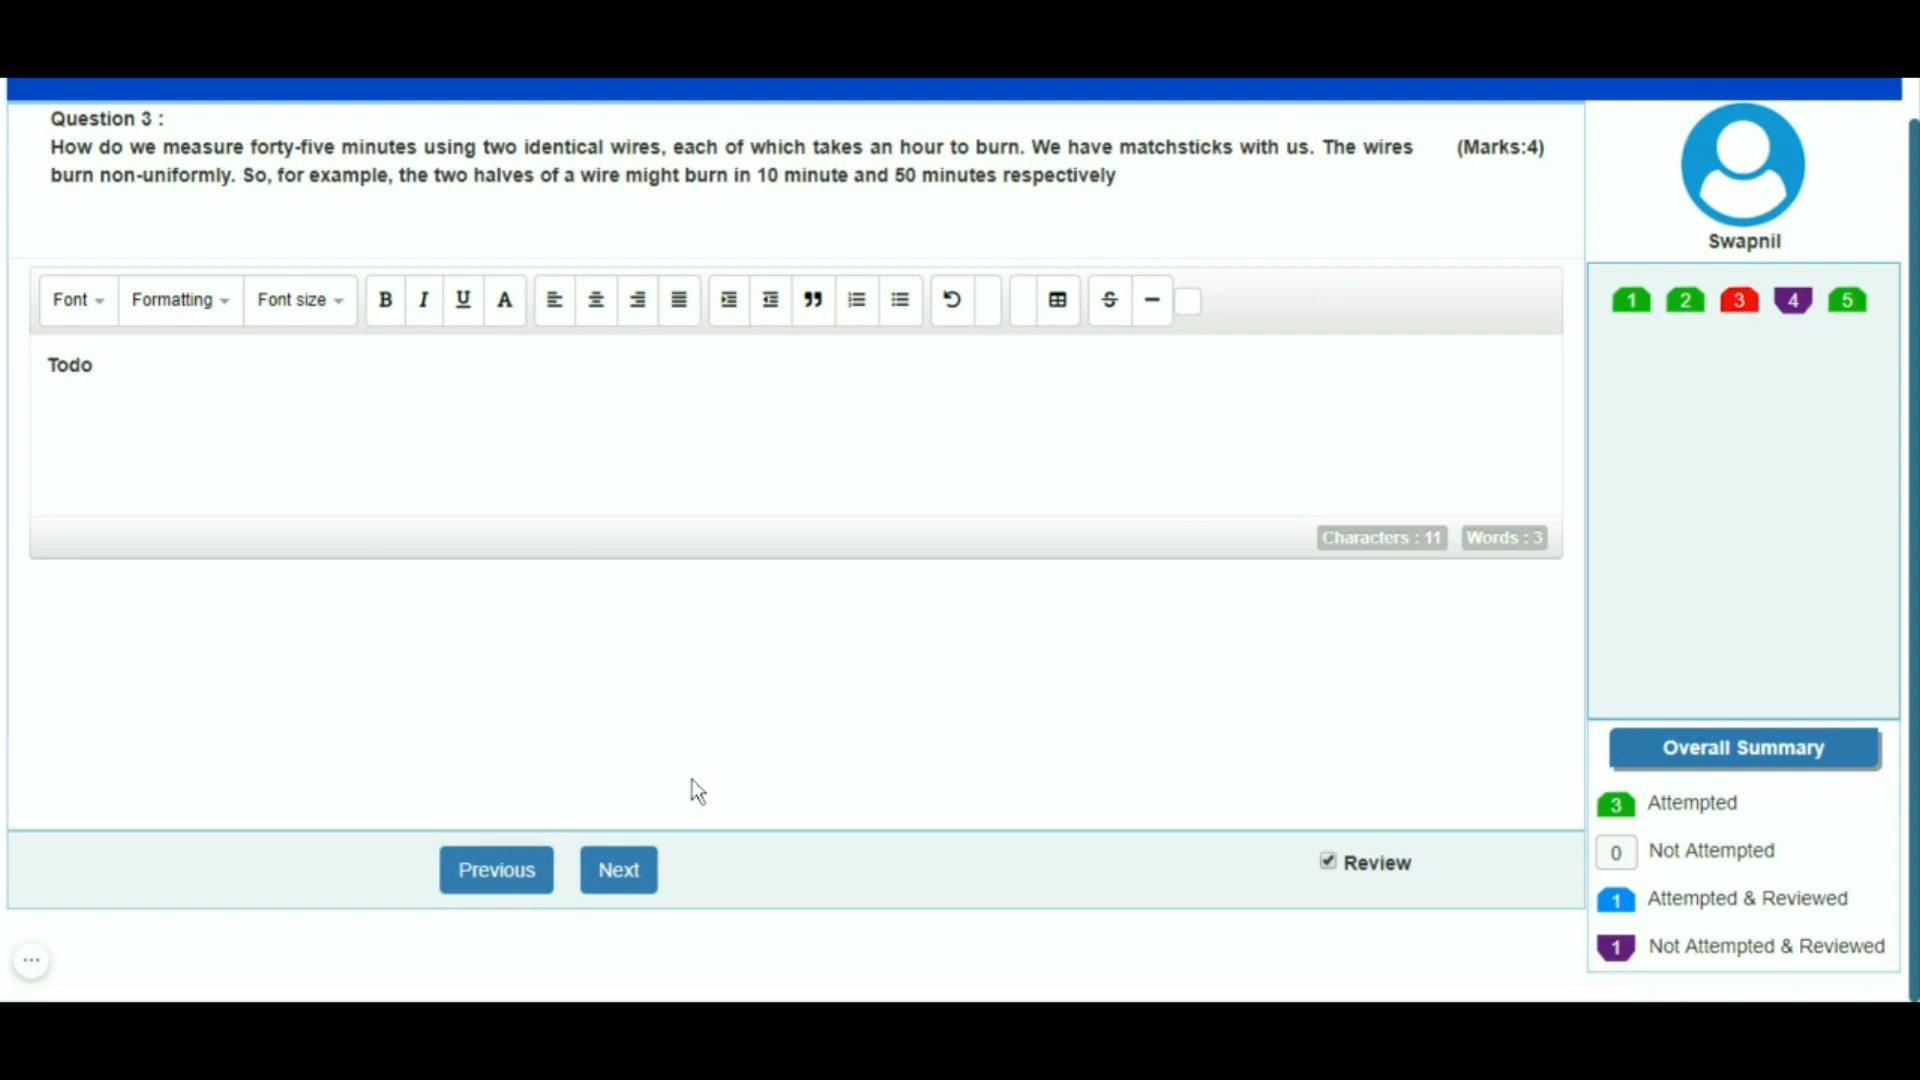 Question 3 :
How do we measure forty-five minutes using two identical wires, each of which takes an hour to burn. We have matchsticks with us. The wires (Marks:4)
burn non-uniformly. So, for example, the two halves of a wire might burn in 10 minute and 50 minutes respectively
Swapnil
Font Formatting Font size B I U A
1 2 3 4 5
Todo
Characters : 11 Words : 3
Overall Summary
3 Attempted
0 Not Attempted
1 Attempted & Reviewed
1 Not Attempted & Reviewed
Previous Next Review